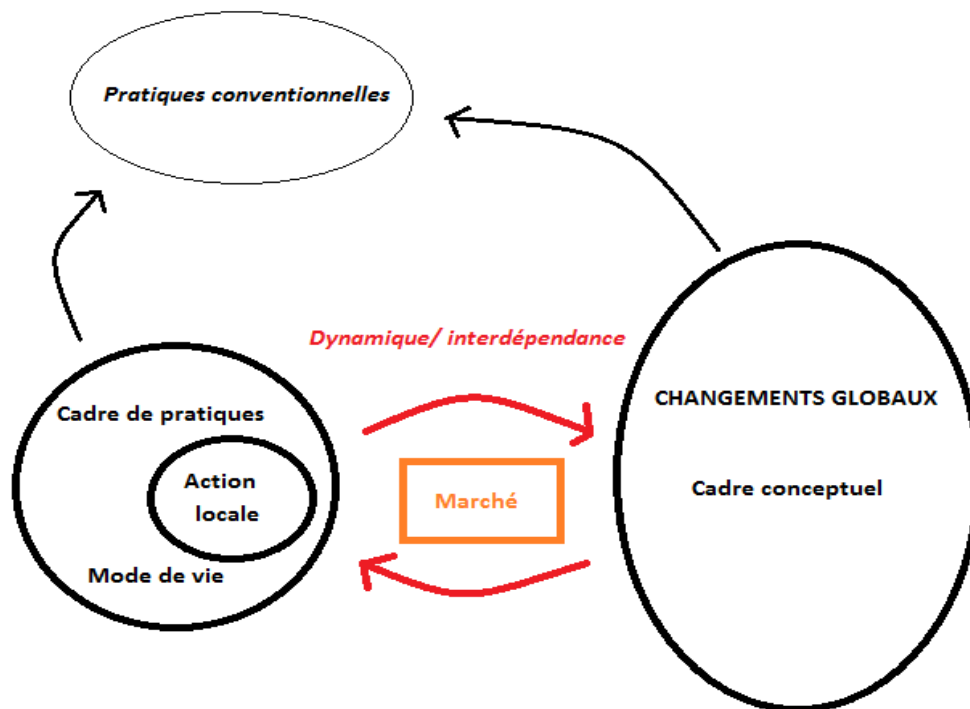 Pratiques conventionnelles
Dynamique/ interdépendance
Cadre de pratiques
Action
locale
Mode de vie
Marché
CHANGEMENTS GLOBAUX
Cadre conceptuel